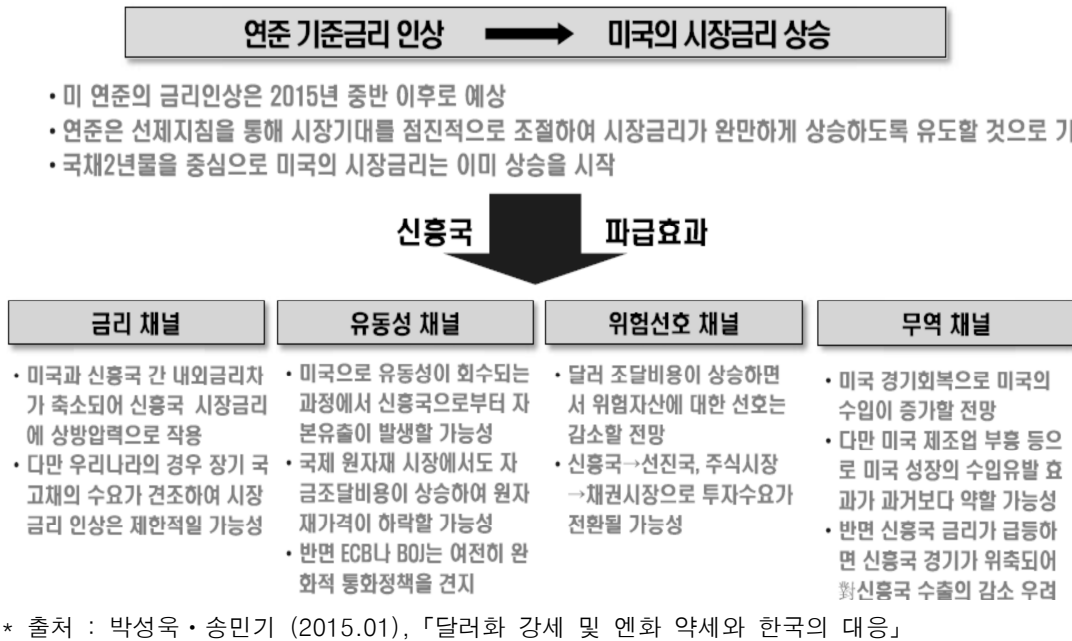 연준 기준금리 인상 → 미국의 시장금리 상승
• 미 연준의 금리인상은 2015년 중반 이후로 예상
• 연준은 선제지침을 통해 시장기대를 점진적으로 조절하여 시장금리가 완만하게 상승하도록 유도할 것으로 기
• 국채2년물을 중심으로 미국의 시장금리는 이미 상승을 시작
신흥국 파급효과
금리 채널
• 미국과 신흥국 간 내외금리차
가 축소되어 신흥국 시장금리
에 상방압력으로 작용
• 다만 우리나라의 경우 장기 국
고채의 수요가 견조하여 시장
금리 인상은 제한적일 가능성
유동성 채널
• 미국으로 유동성이 회수되는
과정에서 신흥국으로부터 자
본유출이 발생할 가능성
• 국제 원자재 시장에서도 자
금조달비용이 상승하여 원자
재가격이 하락할 가능성
• 반면 ECB나 BOJ는 여전히 완
화적 통화정책을 견지
위험선호 채널
• 달러 조달비용이 상승하면
서 위험자산에 대한 선호는
감소할 전망
• 신흥국→선진국, 주식시장
→채권시장으로 투자수요가
전환될 가능성
무역 채널
• 미국 경기회복으로 미국의
수입이 증가할 전망
• 다만 미국 제조업 부흥 등으
로 미국 성장의 수입유발 효
과가 과거보다 약할 가능성
• 반면 신흥국 금리가 급등하
면 신흥국 경기가 위축되어
對신흥국 수출의 감소 우려
* 출처 : 박성욱・송민기 (2015.01),「달러화 강세 및 엔화 약세와 한국의 대응」